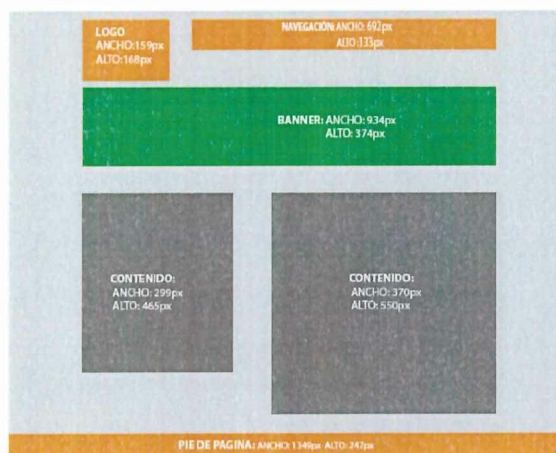 LOGO
ANCHO:159px
ALTO:168px
NAVEGACIÓN: ANCHO: 692px
ALTO: 133px
BANNER: ANCHO: 934px
ALTO: 374px
CONTENIDO:
ANCHO: 299px
ALTO: 465px
CONTENIDO:
ANCHO: 370px
ALTO: 550px
PIE DE PAGINA: ANCHO: 1349px ALTO: 247px